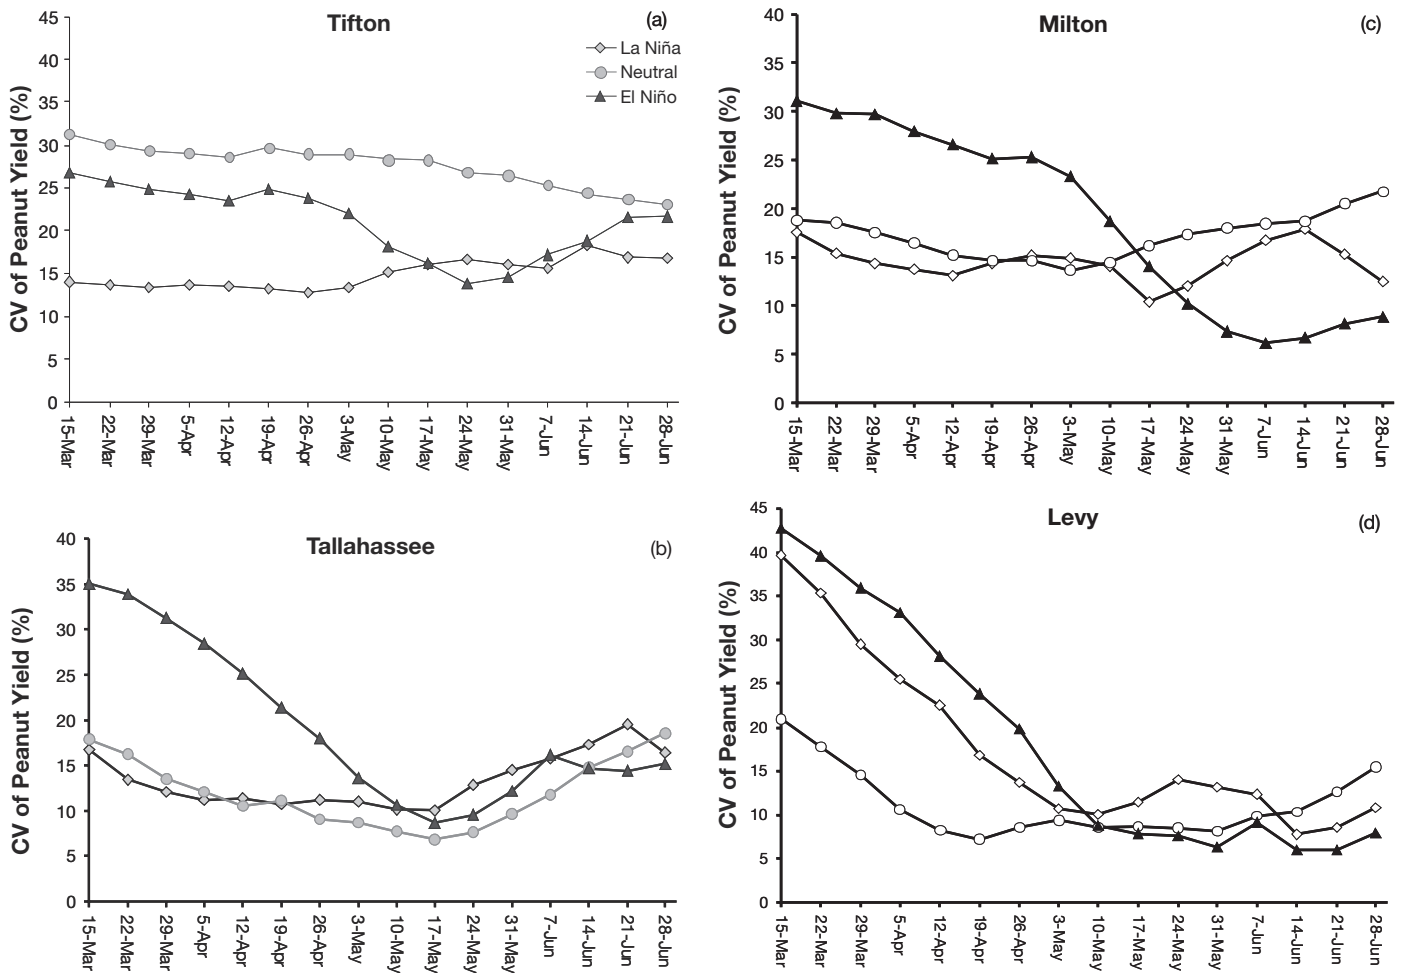 Tifton
(a)
La Niña
Neutral
El Niño
CV of Peanut Yield (%)
45
40
35
30
25
20
15
10
5
0
15-Mar
22-Mar
29-Mar
5-Apr
12-Apr
19-Apr
26-Apr
3-May
10-May
17-May
24-May
31-May
7-Jun
14-Jun
21-Jun
28-Jun
Milton
(c)
CV of Peanut Yield (%)
40
35
30
25
20
15
10
5
0
15-Mar
22-Mar
29-Mar
5-Apr
12-Apr
19-Apr
26-Apr
3-May
10-May
17-May
24-May
31-May
7-Jun
14-Jun
21-Jun
28-Jun
Tallahassee
(b)
CV of Peanut Yield (%)
40
35
30
25
20
15
10
5
0
15-Mar
22-Mar
29-Mar
5-Apr
12-Apr
19-Apr
26-Apr
3-May
10-May
17-May
24-May
31-May
7-Jun
14-Jun
21-Jun
28-Jun
Levy
(d)
CV of Peanut Yield (%)
45
40
35
30
25
20
15
10
5
0
15-Mar
22-Mar
29-Mar
5-Apr
12-Apr
19-Apr
26-Apr
3-May
10-May
17-May
24-May
31-May
7-Jun
14-Jun
21-Jun
28-Jun